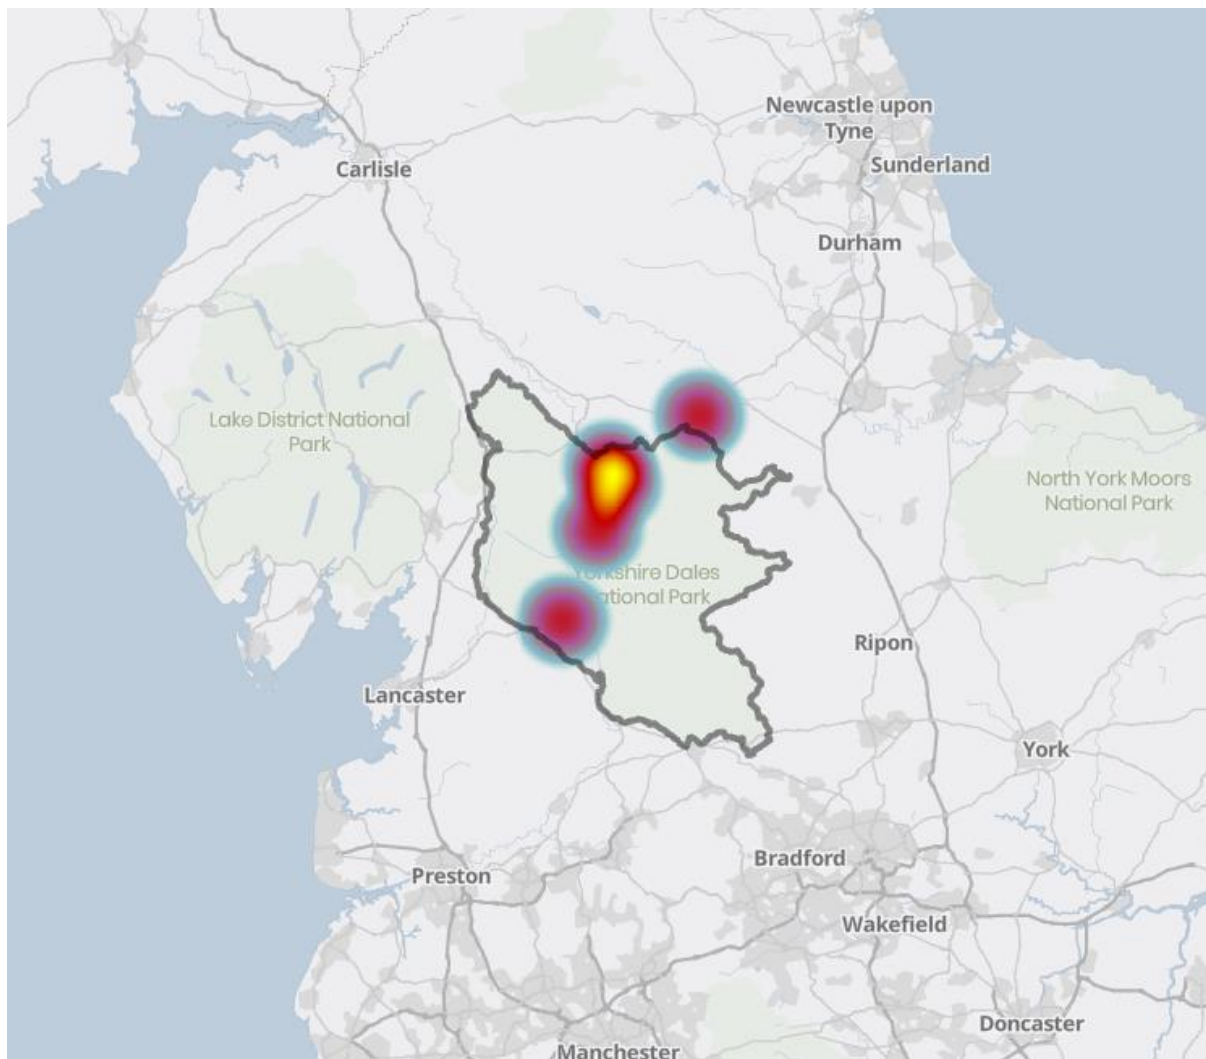 Newcastle upon
Tyne
Sunderland
Carlisle
Durham
Lake District National
Park
North York Moors
National Park
Yorkshire Dales
National Park
Ripon
Lancaster
York
Bradford
Preston
Wakefield
Doncaster
Manchester